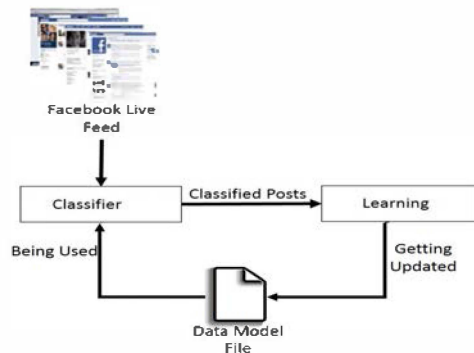 Facebook Live
Feed
Classifier
Classified Posts
Learning
Being Used
Getting
Updated
Data Model
File